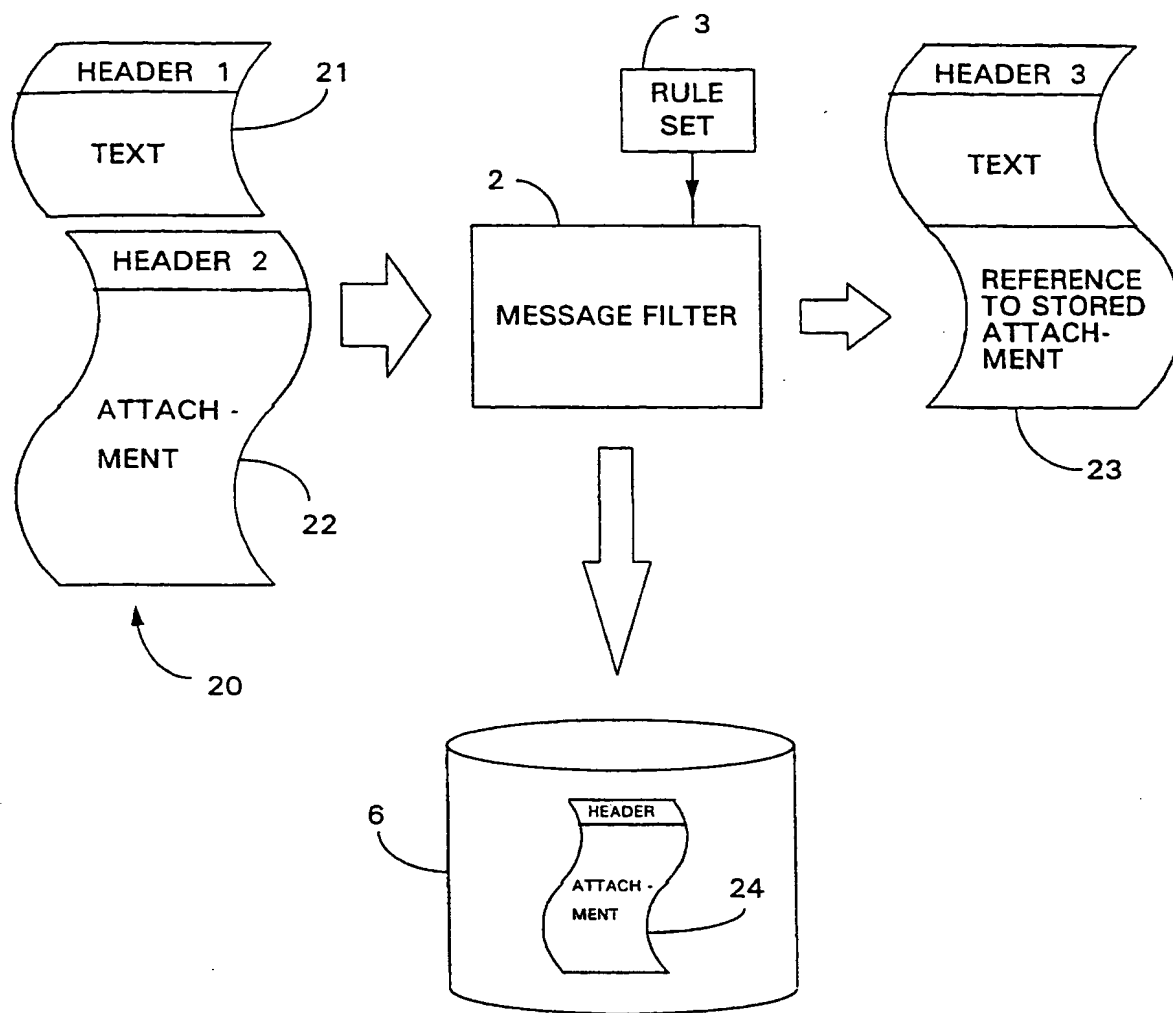 HEADER 1
TEXT
21
HEADER 2
ATTACH -
MENT
22
20
3
RULE
SET
2
MESSAGE FILTER
HEADER 3
TEXT
REFERENCE
TO STORED
ATTACH-
MENT
23
6
HEADER
ATTACH -
MENT
24